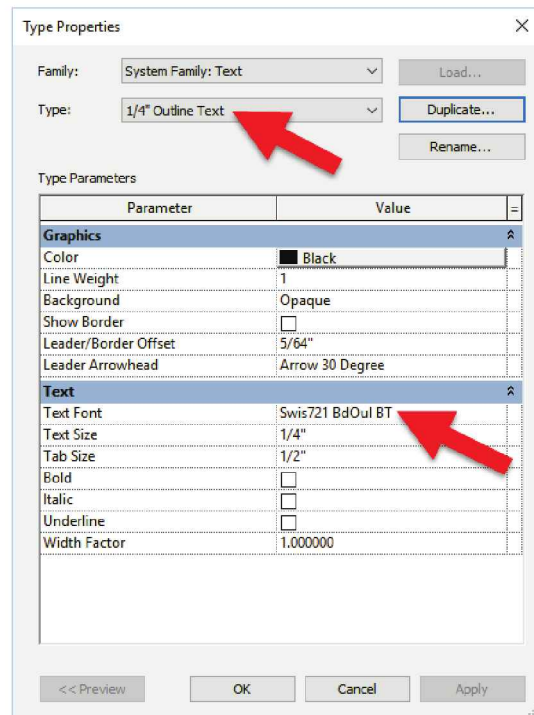 Type Properties
Family: System Family: Text Load...
Type: 1/4" Outline Text Duplicate...
Rename...
Type Parameters
Parameter Value =
Graphics
Color Black
Line Weight 1
Background Opaque
Show Border
Leader/Border Offset 5/64"
Leader Arrowhead Arrow 30 Degree
Text
Text Font Swis721 BdOul BT
Text Size 1/4"
Tab Size 1/2"
Bold
Italic
Underline
Width Factor 1.000000
<< Preview OK Cancel Apply